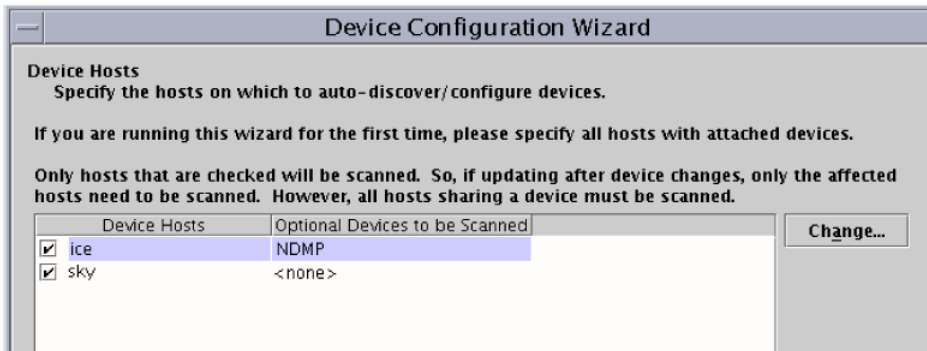 Device Configuration Wizard
Device Hosts
Specify the hosts on which to auto-discover/configure devices.
If you are running this wizard for the first time, please specify all hosts with attached devices.
Only hosts that are checked will be scanned. So, if updating after device changes, only the affected
hosts need to be scanned. However, all hosts sharing a device must be scanned.
Device Hosts Optional Devices to be Scanned
Change...
ice NDMP
sky <none>